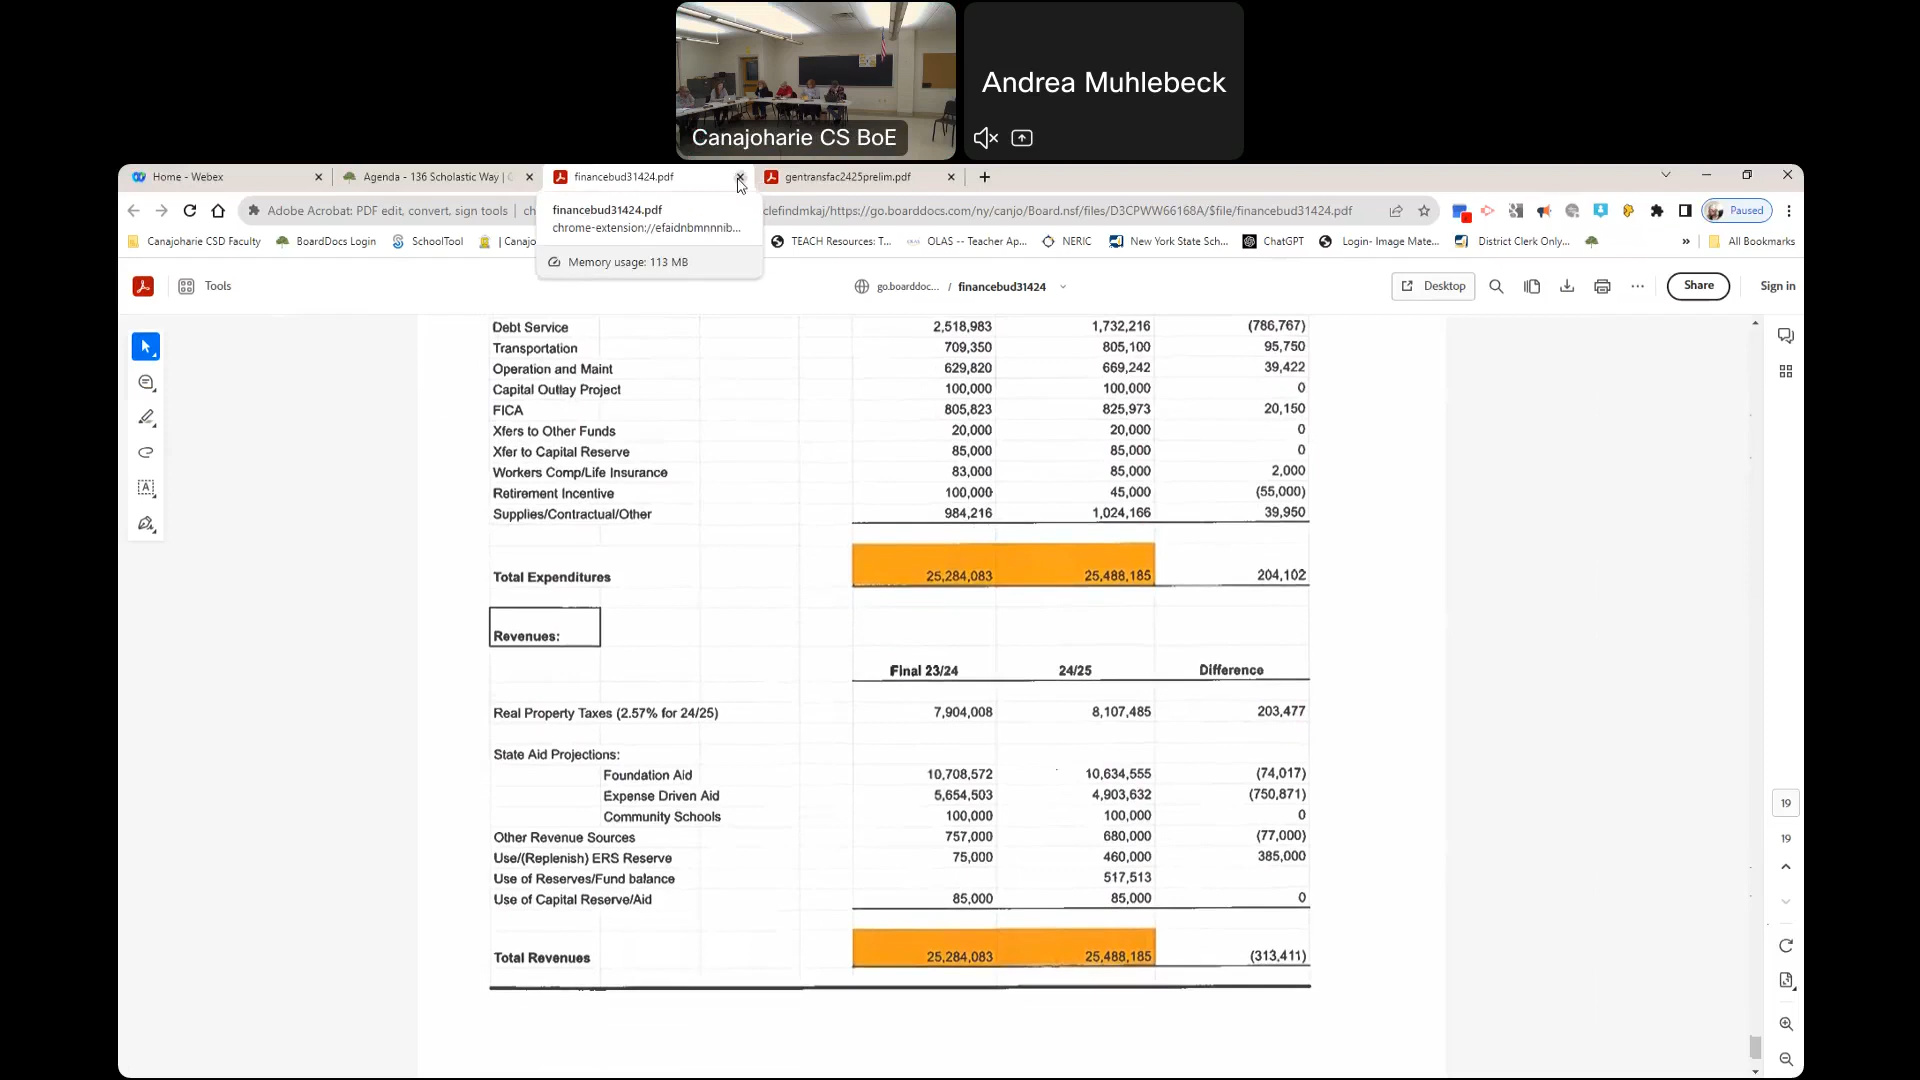 Canajoharie CS BoE
Andrea Muhlebeck
Home - Webex
Agenda - 136 Scholastic Way |
financebud31424.pdf
gentransfac2425prelim.pdf
Adobe Acrobat: PDF edit, convert, sign tools | ch
clefindmkaj/https://go.boarddocs.com/ny/canjo/Board.nsf/files/D3CPWW66168A/$file/financebud31424.pdf
Paused
financebud31424.pdf
chrome-extension://efaidnbmnnnib...
Memory usage: 113 MB
Canajoharie CSD Faculty
BoardDocs Login
SchoolTool
| Canajo
TEACH Resources: T...
OLAS -- Teacher Ap...
NERIC
New York State Sch...
ChatGPT
Login- Image Mate...
District Clerk Only...
»
All Bookmarks
Tools
go.boarddoc... / financebud31424
Desktop
Share
Sign in
Debt Service 2,518,983 1,732,216 (786,767)
Transportation 709,350 805,100 95,750
Operation and Maint 629,820 669,242 39,422
Capital Outlay Project 100,000 100,000 0
FICA 805,823 825,973 20,150
Xfers to Other Funds 20,000 20,000 0
Xfer to Capital Reserve 85,000 85,000 0
Workers Comp/Life Insurance 83,000 85,000 2,000
Retirement Incentive 100,000 45,000 (55,000)
Supplies/Contractual/Other 984,216 1,024,166 39,950
Total Expenditures 25,284,083 25,488,185 204,102
Revenues:
Final 23/24 24/25 Difference
Real Property Taxes (2.57% for 24/25) 7,904,008 8,107,485 203,477
State Aid Projections:
Foundation Aid 10,708,572 10,634,555 (74,017)
Expense Driven Aid 5,654,503 4,903,632 (750,871)
Community Schools 100,000 100,000 0
Other Revenue Sources 757,000 680,000 (77,000)
Use/(Replenish) ERS Reserve 75,000 460,000 385,000
Use of Reserves/Fund balance 517,513
Use of Capital Reserve/Aid 85,000 85,000 0
Total Revenues 25,284,083 25,488,185 (313,411)
19
19